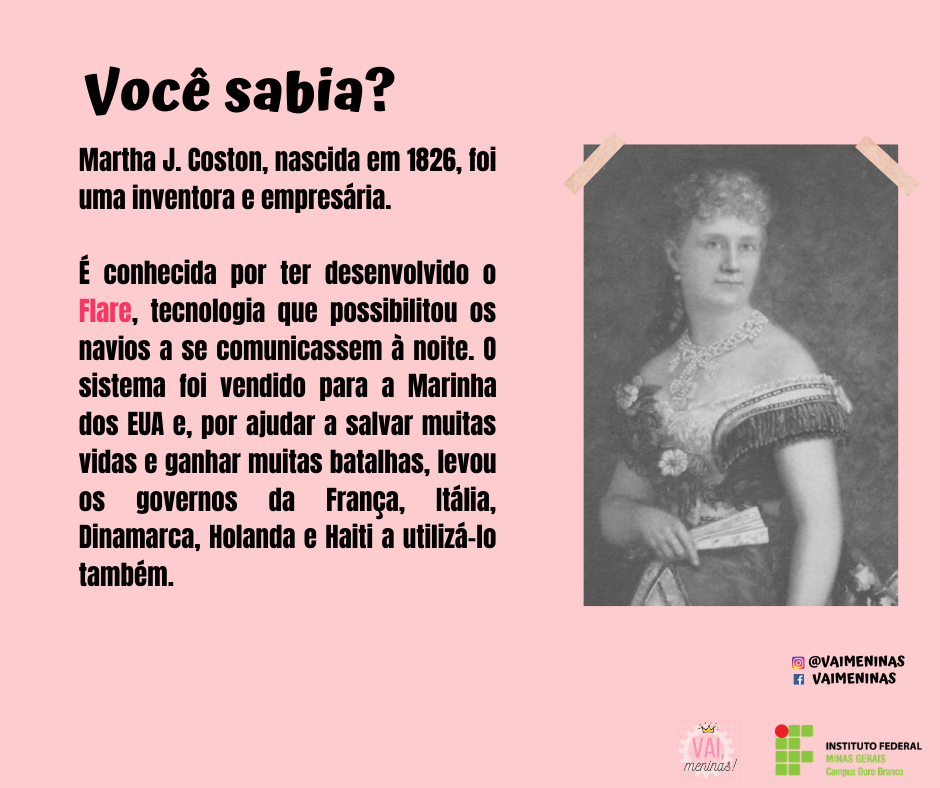 Você sabia?
Martha J. Coston, nascida em 1826, foi
uma inventora e empresária.
É conhecida por ter desenvolvido o
Flare, tecnologia que possibilitou os
navios a se comunicassem à noite. O
sistema foi vendido para a Marinha
dos EUA e, por ajudar a salvar muitas
vidas e ganhar muitas batalhas, levou
os governos da França, Itália,
Dinamarca, Holanda e Haiti a utilizá-lo
também.
@VAIMENINAS
VAIMENINAS
VAI,
meninas!
INSTITUTO FEDERAL
MINAS GERAIS
Campus Ouro Branco